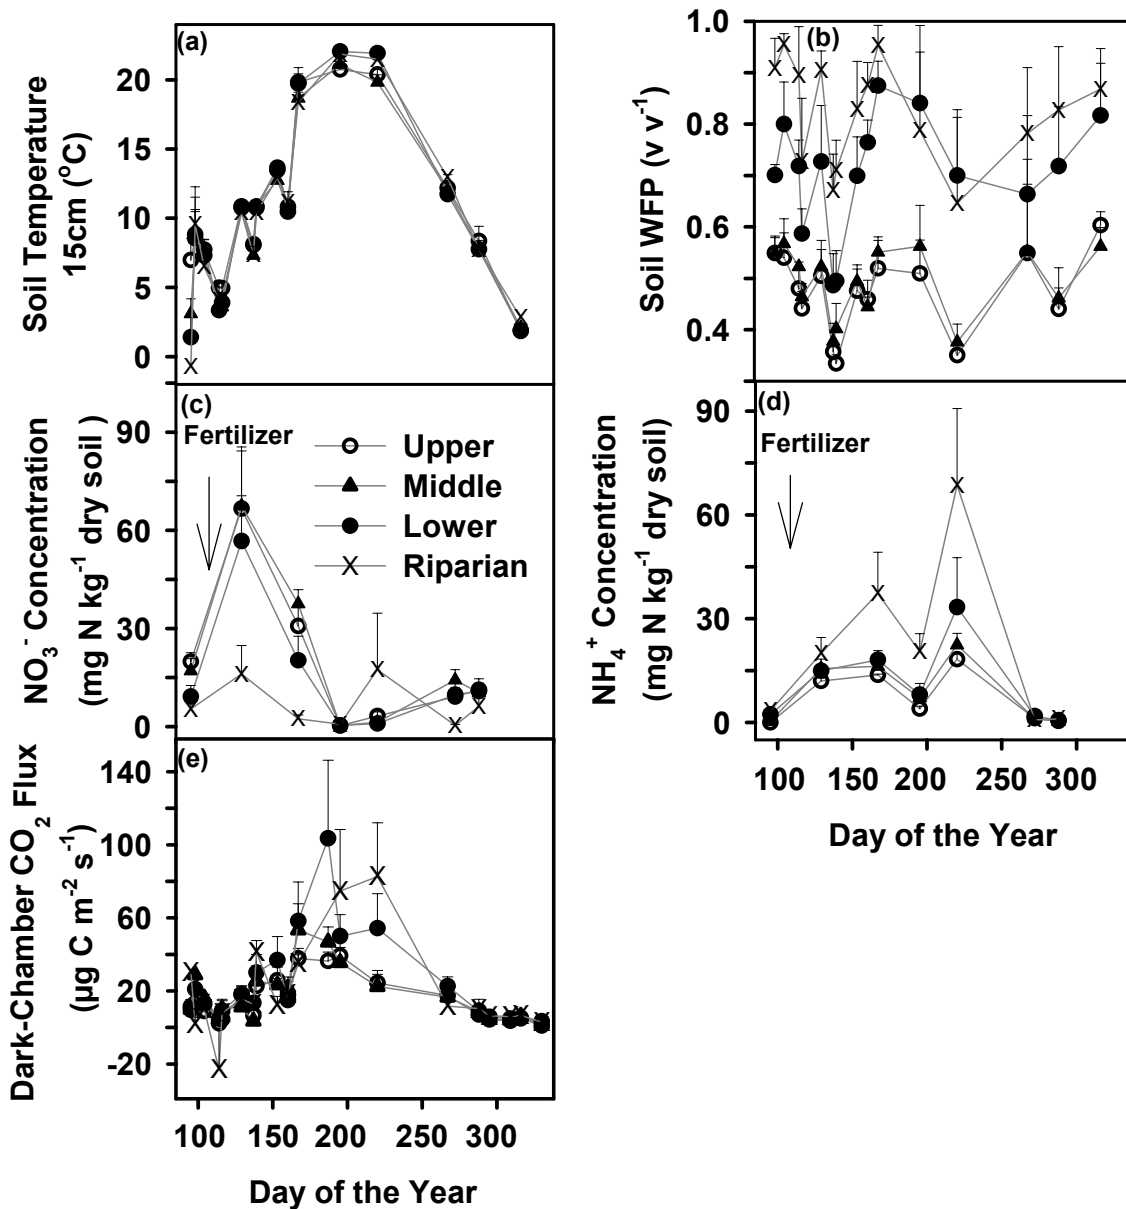 (a)
20
15
10
5
0
Soil Temperature
15cm (°C)
(b)
1.0
0.8
0.6
0.4
Soil WFP (v v⁻¹)
(c)
Fertilizer
90
60
30
0
NO₃⁻ Concentration
(mg N kg⁻¹ dry soil)
Upper
Middle
Lower
Riparian
(d)
Fertilizer
90
60
30
0
NH₄⁺ Concentration
(mg N kg⁻¹ dry soil)
100 150 200 250 300
Day of the Year
(e)
140
100
60
20
-20
Dark-Chamber CO₂ Flux
(µg C m⁻² s⁻¹)
100 150 200 250 300
Day of the Year